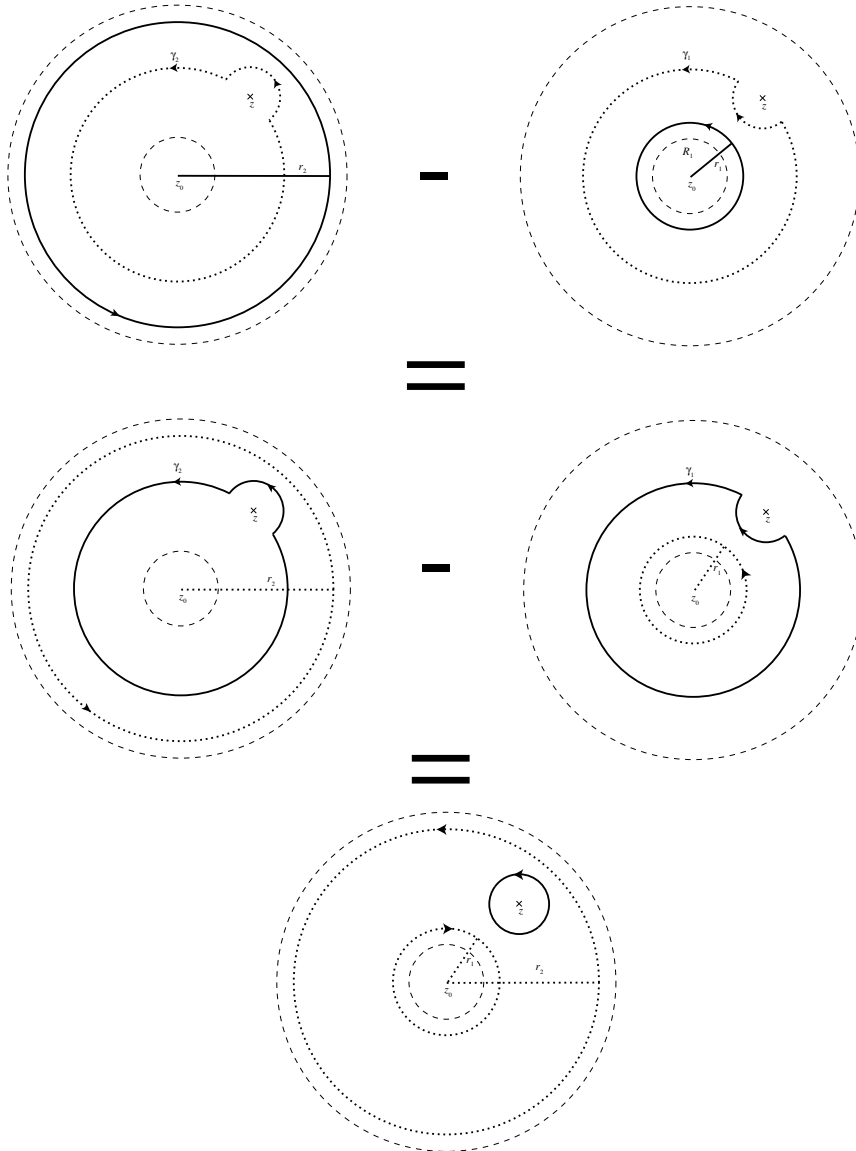 γ₂
×
z
r₂
z₀
−
γ₁
×
z
R₁
r₁
z₀
=
γ₂
×
z
r₂
z₀
−
γ₁
×
z
r₁
z₀
=
×
z
r₁
r₂
z₀